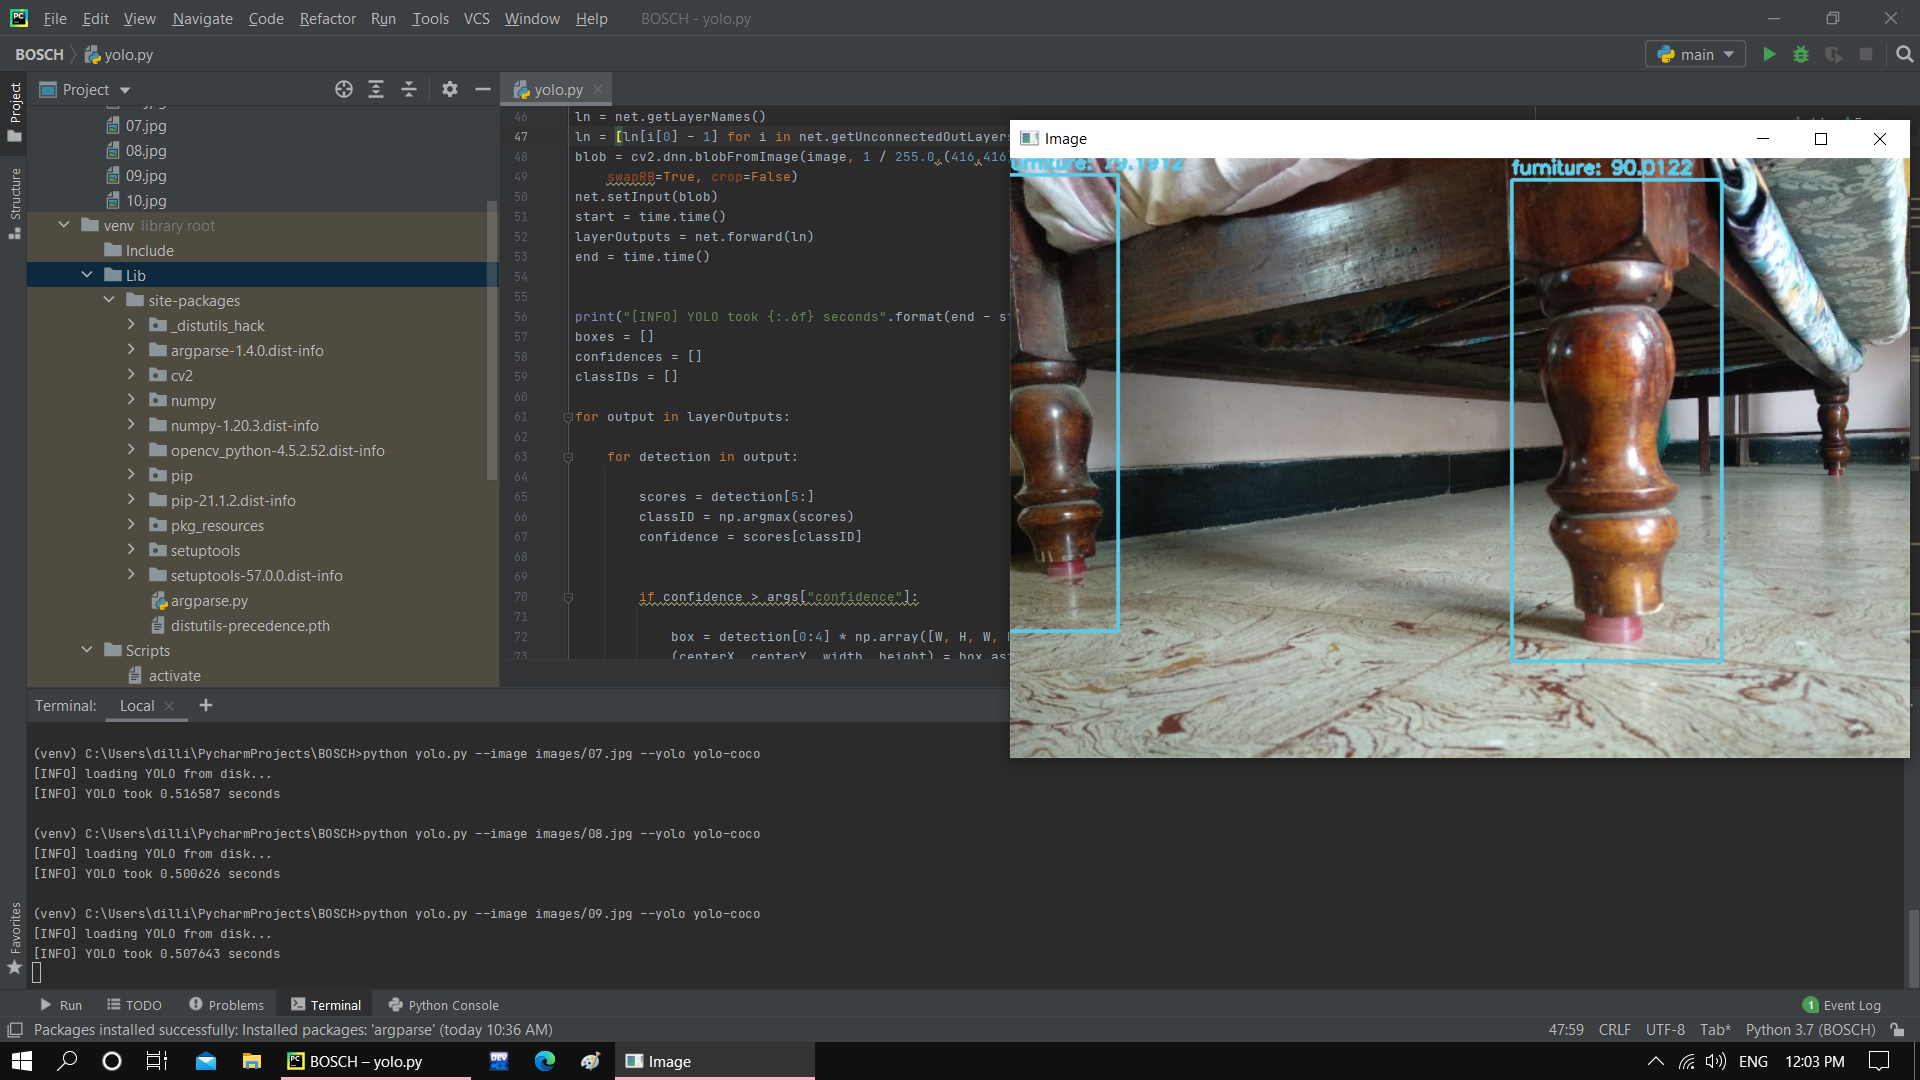 File Edit View Navigate Code Refactor Run Tools VCS Window Help BOSCH - yolo.py
BOSCH yolo.py
main
Project
07.jpg
08.jpg
09.jpg
10.jpg
venv library root
Include
Lib
site-packages
_distutils_hack
argparse-1.4.0.dist-info
cv2
numpy
numpy-1.20.3.dist-info
opencv_python-4.5.2.52.dist-info
pip
pip-21.1.2.dist-info
pkg_resources
setuptools
setuptools-57.0.0.dist-info
argparse.py
distutils-precedence.pth
Scripts
activate
Project
Structure
Favorites
yolo.py
46 ln = net.getLayerNames()
47 ln = [ln[i[0] - 1] for i in net.getUnconnectedOutLayers
48 blob = cv2.dnn.blobFromImage(image, 1 / 255.0,(416,416
49 swapRB=True, crop=False)
50 net.setInput(blob)
51 start = time.time()
52 layerOutputs = net.forward(ln)
53 end = time.time()
54
55
56 print("[INFO] YOLO took {:.6f} seconds".format(end - st
57 boxes = []
58 confidences = []
59 classIDs = []
60
61 for output in layerOutputs:
62
63 for detection in output:
64
65 scores = detection[5:]
66 classID = np.argmax(scores)
67 confidence = scores[classID]
68
69
70 if confidence > args["confidence"]:
71
72 box = detection[0:4] * np.array([W, H, W,
73 (centerX, centerY, width, height) = box.ast
Image
furniture: 79.1912
furniture: 90.0122
Terminal: Local
(venv) C:\Users\dilli\PycharmProjects\BOSCH>python yolo.py --image images/07.jpg --yolo yolo-coco
[INFO] loading YOLO from disk...
[INFO] YOLO took 0.516587 seconds
(venv) C:\Users\dilli\PycharmProjects\BOSCH>python yolo.py --image images/08.jpg --yolo yolo-coco
[INFO] loading YOLO from disk...
[INFO] YOLO took 0.500626 seconds
(venv) C:\Users\dilli\PycharmProjects\BOSCH>python yolo.py --image images/09.jpg --yolo yolo-coco
[INFO] loading YOLO from disk...
[INFO] YOLO took 0.507643 seconds
Run TODO Problems Terminal Python Console 1 Event Log
Packages installed successfully: Installed packages: 'argparse' (today 10:36 AM) 47:59 CRLF UTF-8 Tab* Python 3.7 (BOSCH)
BOSCH – yolo.py Image ENG 12:03 PM